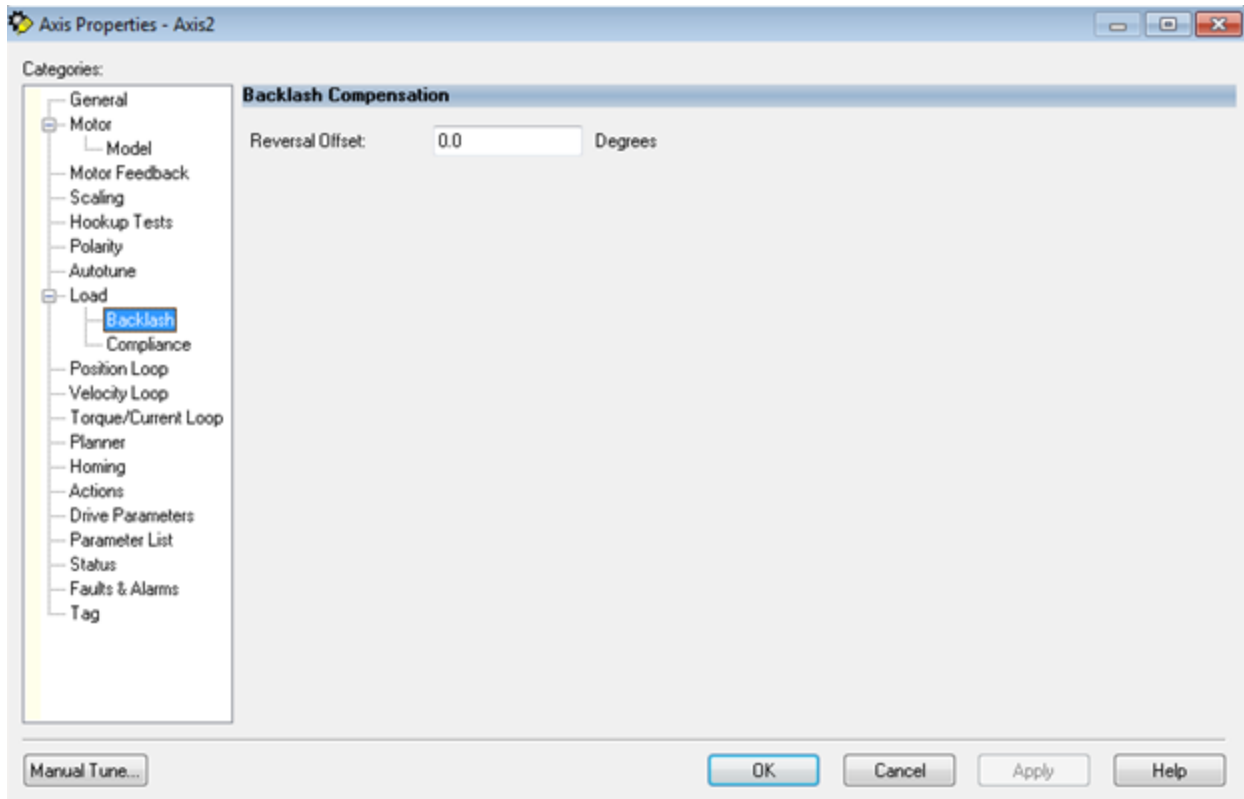 Axis Properties - Axis2
Categories:
General
Motor
Model
Motor Feedback
Scaling
Hookup Tests
Polarity
Autotune
Load
Backlash
Compliance
Position Loop
Velocity Loop
Torque/Current Loop
Planner
Homing
Actions
Drive Parameters
Parameter List
Status
Faults & Alarms
Tag
Backlash Compensation
Reversal Offset: 0.0 Degrees
Manual Tune... OK Cancel Apply Help